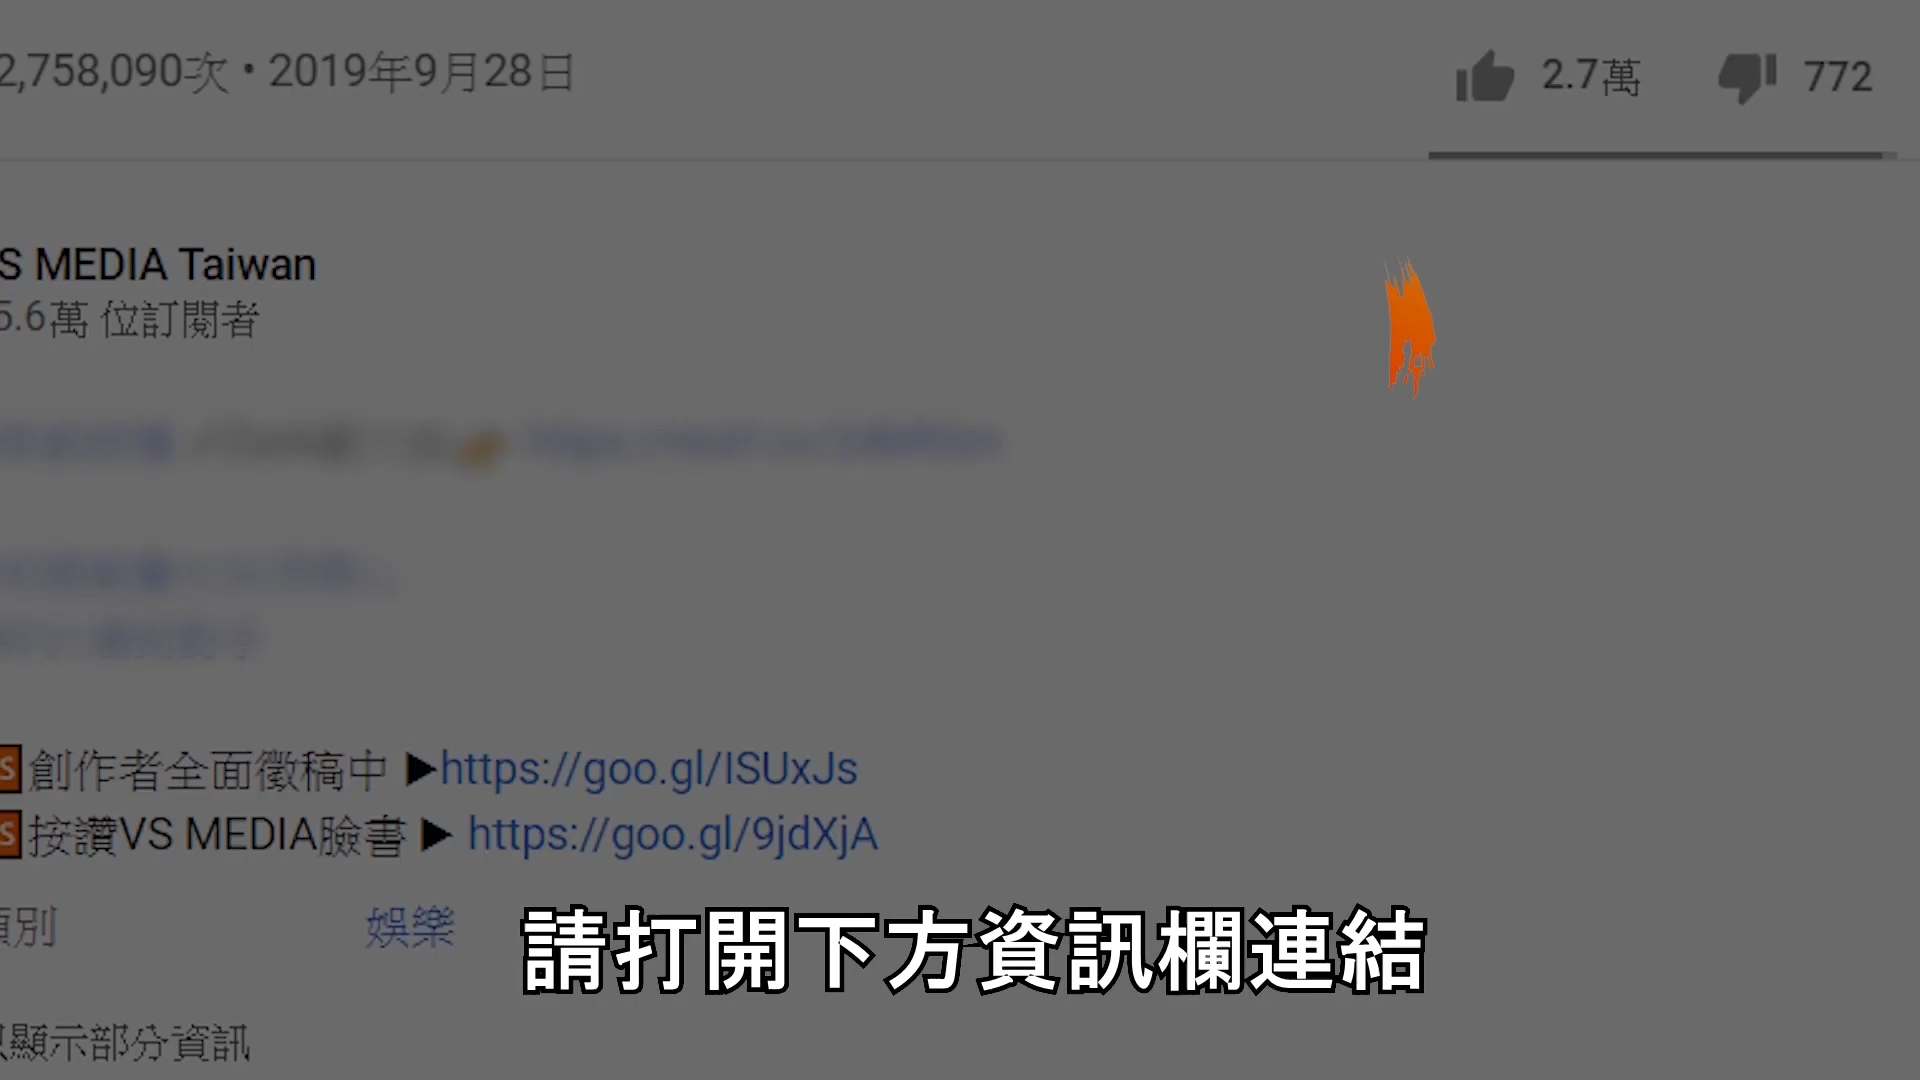 2,758,090次 • 2019年9月28日
2.7萬
772
S MEDIA Taiwan
5.6萬 位訂閱者
S創作者全面徵稿中 ▶https://goo.gl/ISUxJs
S按讚VS MEDIA臉書 ▶ https://goo.gl/9jdXjA
類別
娛樂
請打開下方資訊欄連結
只顯示部分資訊